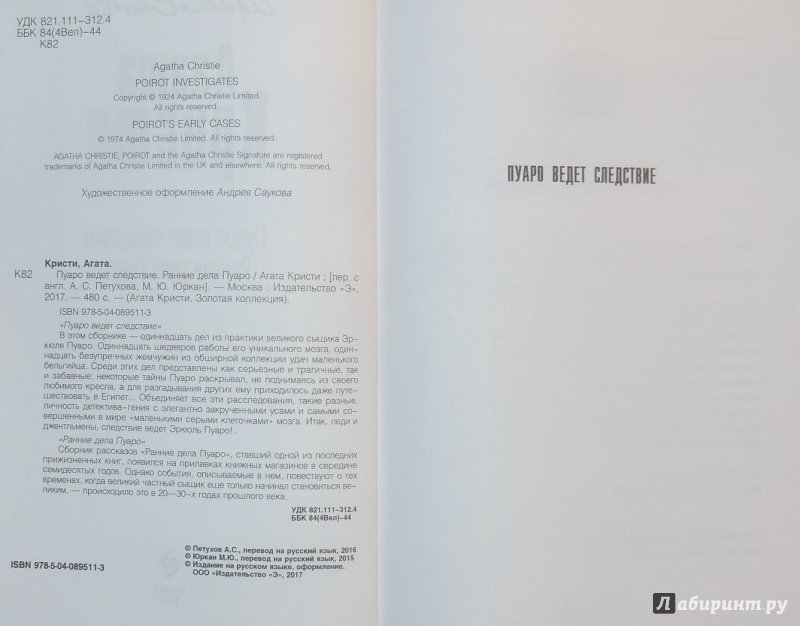 УДК 821.111-312.4
ББК 84(4Вел)-44
К82
Agatha Christie
POIROT INVESTIGATES
Copyright © 1924 Agatha Christie Limited.
All rights reserved.
POIROT'S EARLY CASES
© 1974 Agatha Christie Limited. All rights reserved.
AGATHA CHRISTIE, POIROT and the Agatha Christie Signature are registered
trademarks of Agatha Christie Limited in the UK and elsewhere. All rights reserved.
Художественное оформление Андрея Саукова
Кристи, Агата.
К82 Пуаро ведет следствие. Ранние дела Пуаро / Агата Кристи ; [пер. с
англ. А. С. Петухова, М. Ю. Юркан]. — Москва : Издательство «Э»,
2017. — 480 с. — (Агата Кристи. Золотая коллекция).
ISBN 978-5-04-089511-3
«Пуаро ведет следствие»
В этом сборнике — одиннадцать дел из практики великого сыщика Эр-
кюля Пуаро. Одиннадцать шедевров работы его уникального мозга, один-
надцать безупречных жемчужин из обширной коллекции удач маленького
бельгийца. Среди этих дел представлены как серьезные и трагичные, так
и забавные; некоторые тайны Пуаро раскрывал, не поднимаясь из своего
любимого кресла, а для разгадывания других ему приходилось даже путе-
шествовать в Египет... Объединяет все эти расследования, такие разные,
личность детектива-гения с элегантно закрученными усами и самыми со-
вершенными в мире «маленькими серыми клеточками» мозга. Итак, леди и
джентльмены, следствие ведет Эркюль Пуаро!..
«Ранние дела Пуаро»
Сборник рассказов «Ранние дела Пуаро», ставший одной из последних
прижизненных книг, появился на прилавках книжных магазинов в середине
семидесятых годов. Однако события, описываемые в нем, повествуют о тех
временах, когда великий частный сыщик еще только начинал становиться ве-
ликим, — происходило это в 20—30-х годах прошлого века.
УДК 821.111-312.4
ББК 84(4Вел)-44
© Петухов А.С., перевод на русский язык, 2016
© Юркан М.Ю., перевод на русский язык, 2015
© Издание на русском языке, оформление.
ООО «Издательство «Э», 2017
ISBN 978-5-04-089511-3
ПУАРО ВЕДЕТ СЛЕДСТВИЕ
Лабиринт.ру